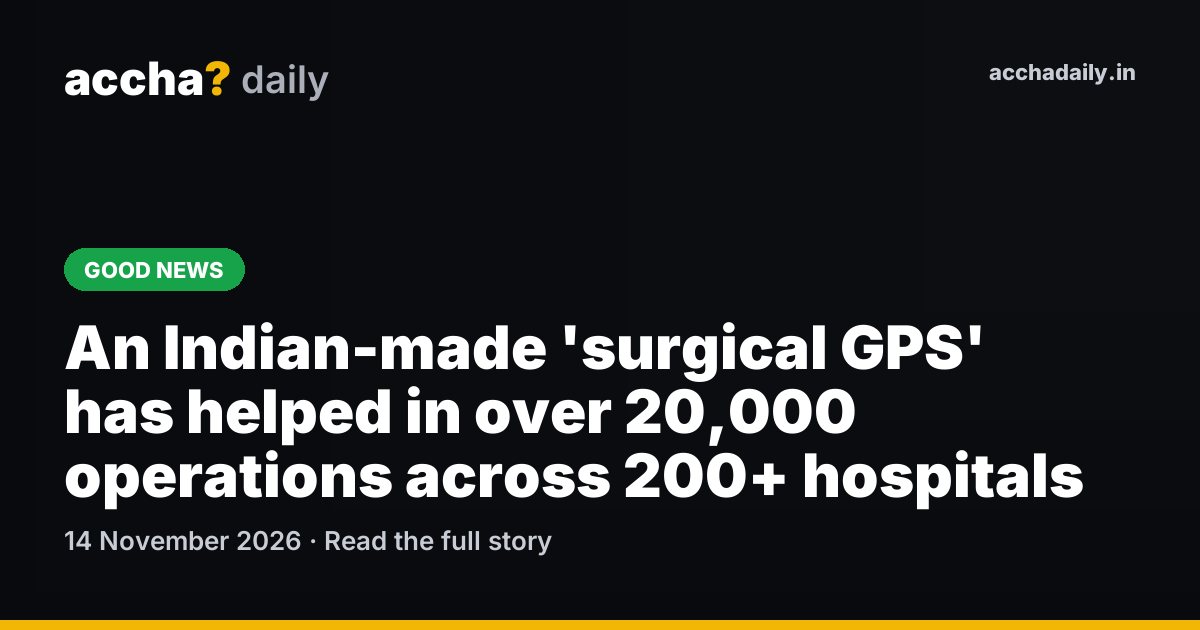 accha? daily
acchadaily.in
GOOD NEWS
An Indian-made 'surgical GPS'
has helped in over 20,000
operations across 200+ hospitals
14 November 2026 · Read the full story